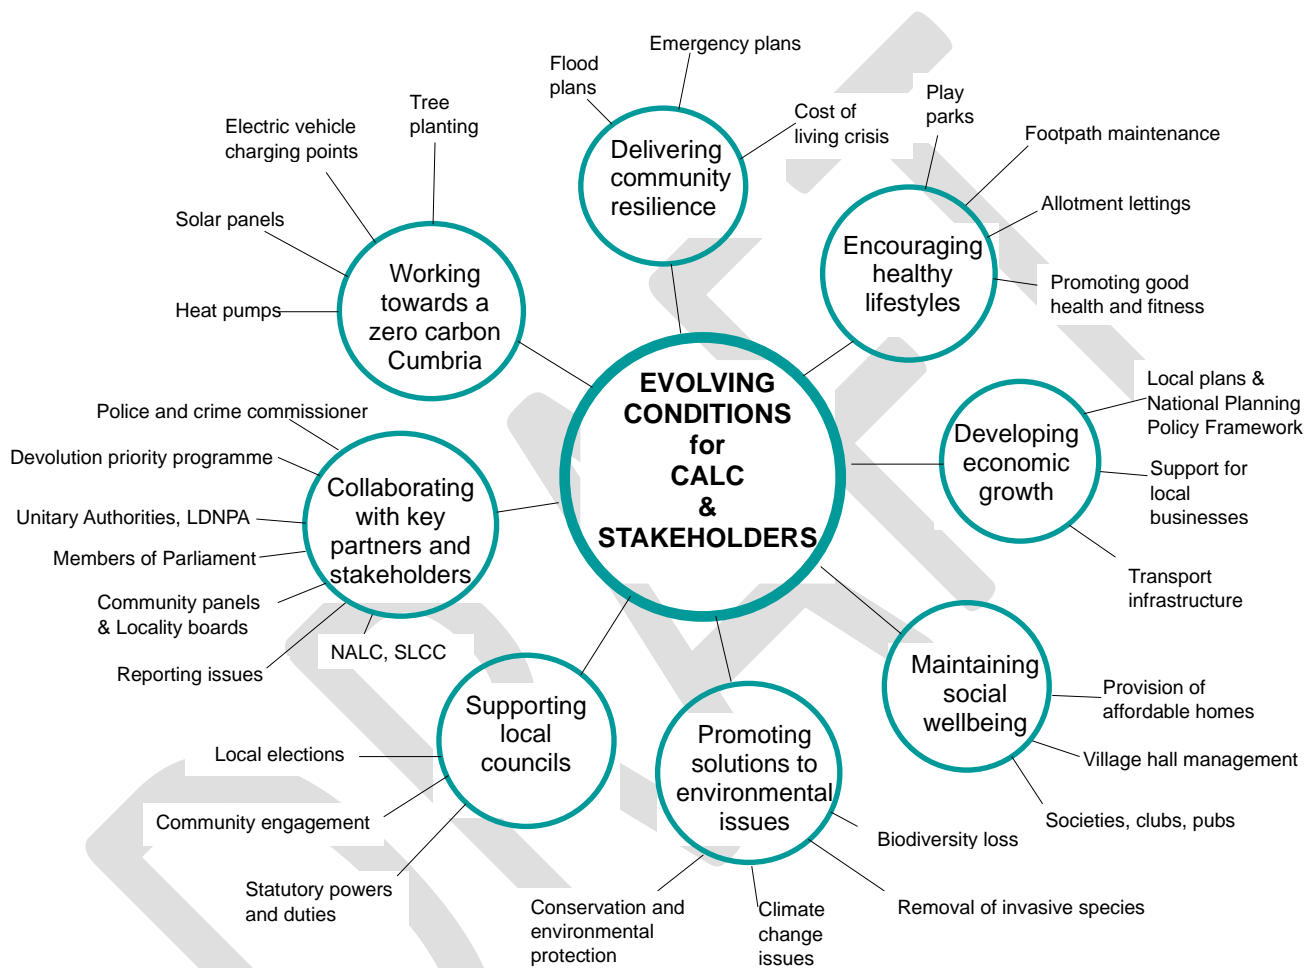 Emergency plans
Flood
plans
Cost of
living crisis
Delivering
community
resilience
Tree
planting
Electric vehicle
charging points
Solar panels
Heat pumps
Working
towards a
zero carbon
Cumbria
Play
parks
Footpath maintenance
Allotment lettings
Promoting good
health and fitness
Encouraging
healthy
lifestyles
EVOLVING
CONDITIONS
for
CALC
&
STAKEHOLDERS
Local plans &
National Planning
Policy Framework
Support for
local
businesses
Transport
infrastructure
Developing
economic
growth
Police and crime commissioner
Devolution priority programme
Unitary Authorities, LDNPA
Members of Parliament
Community panels
& Locality boards
Reporting issues
NALC, SLCC
Collaborating
with key
partners and
stakeholders
Maintaining
social
wellbeing
Provision of
affordable homes
Village hall management
Societies, clubs, pubs
Supporting
local
councils
Local elections
Community engagement
Statutory powers
and duties
Promoting
solutions to
environmental
issues
Biodiversity loss
Removal of invasive species
Climate
change
issues
Conservation and
environmental
protection
DRAFT